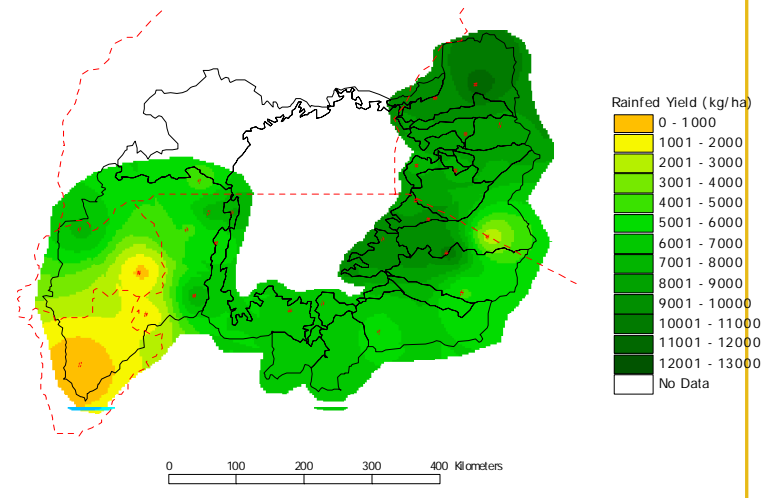 Rainfed Yield (kg/ha)
0 - 1000
1001 - 2000
2001 - 3000
3001 - 4000
4001 - 5000
5001 - 6000
6001 - 7000
7001 - 8000
8001 - 9000
9001 - 10000
10001 - 11000
11001 - 12000
12001 - 13000
No Data
0 100 200 300 400 Kilometers